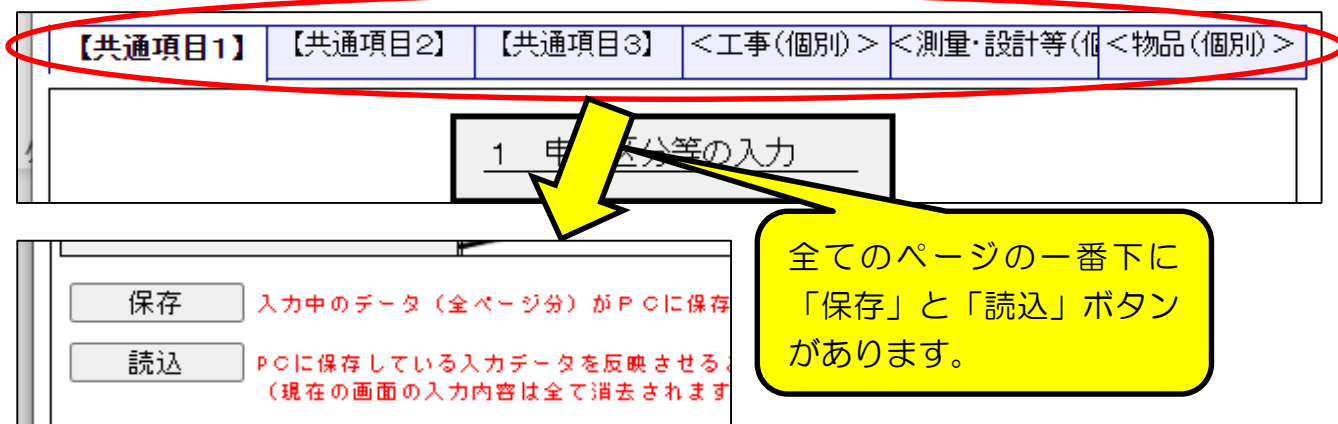 【共通項目1】 【共通項目2】 【共通項目3】 <工事(個別)> <測量・設計等(個 <物品(個別)>
1 申 区分等の入力
全てのページの一番下に
「保存」と「読込」ボタン
があります。
保存 入力中のデータ（全ページ分）がＰＣに保存
読込 PCに保存している入力データを反映させる
（現在の画面の入力内容は全て消去されます